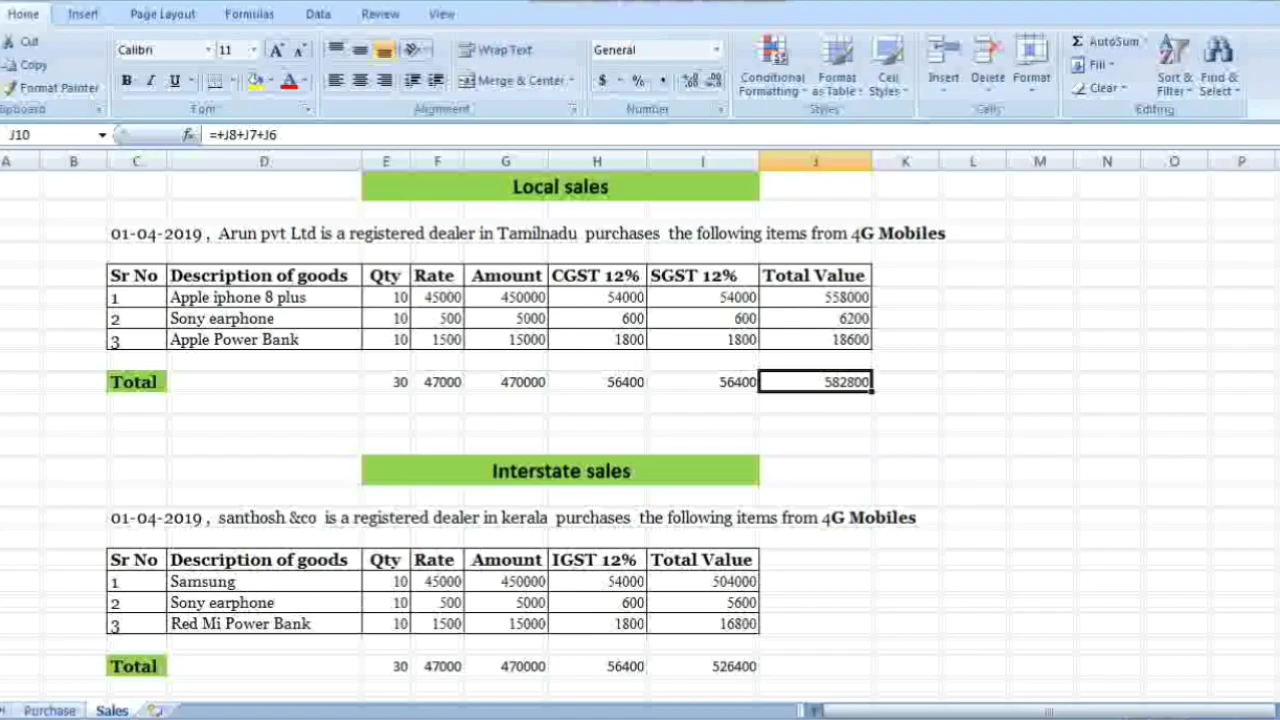 Home Insert Page Layout Formulas Data Review View
Cut Calibri 11 A A Wrap Text General AutoSum
Copy Fill
Format Painter B I U A Merge & Center $ % , Conditional Formatting Format as Table Cell Styles Insert Delete Format Clear Sort & Filter Find & Select
Font Alignment Number Styles Cells Editing
J10 fx =+J8+J7+J6
A B C D E F G H I J K L M N O P
Local sales
01-04-2019 , Arun pvt Ltd is a registered dealer in Tamilnadu purchases the following items from 4G Mobiles
Sr No Description of goods Qty Rate Amount CGST 12% SGST 12% Total Value
1 Apple iphone 8 plus 10 45000 450000 54000 54000 558000
2 Sony earphone 10 500 5000 600 600 6200
3 Apple Power Bank 10 1500 15000 1800 1800 18600
Total 30 47000 470000 56400 56400 582800
Interstate sales
01-04-2019 , santhosh &co is a registered dealer in kerala purchases the following items from 4G Mobiles
Sr No Description of goods Qty Rate Amount IGST 12% Total Value
1 Samsung 10 45000 450000 54000 504000
2 Sony earphone 10 500 5000 600 5600
3 Red Mi Power Bank 10 1500 15000 1800 16800
Total 30 47000 470000 56400 526400
Purchase Sales